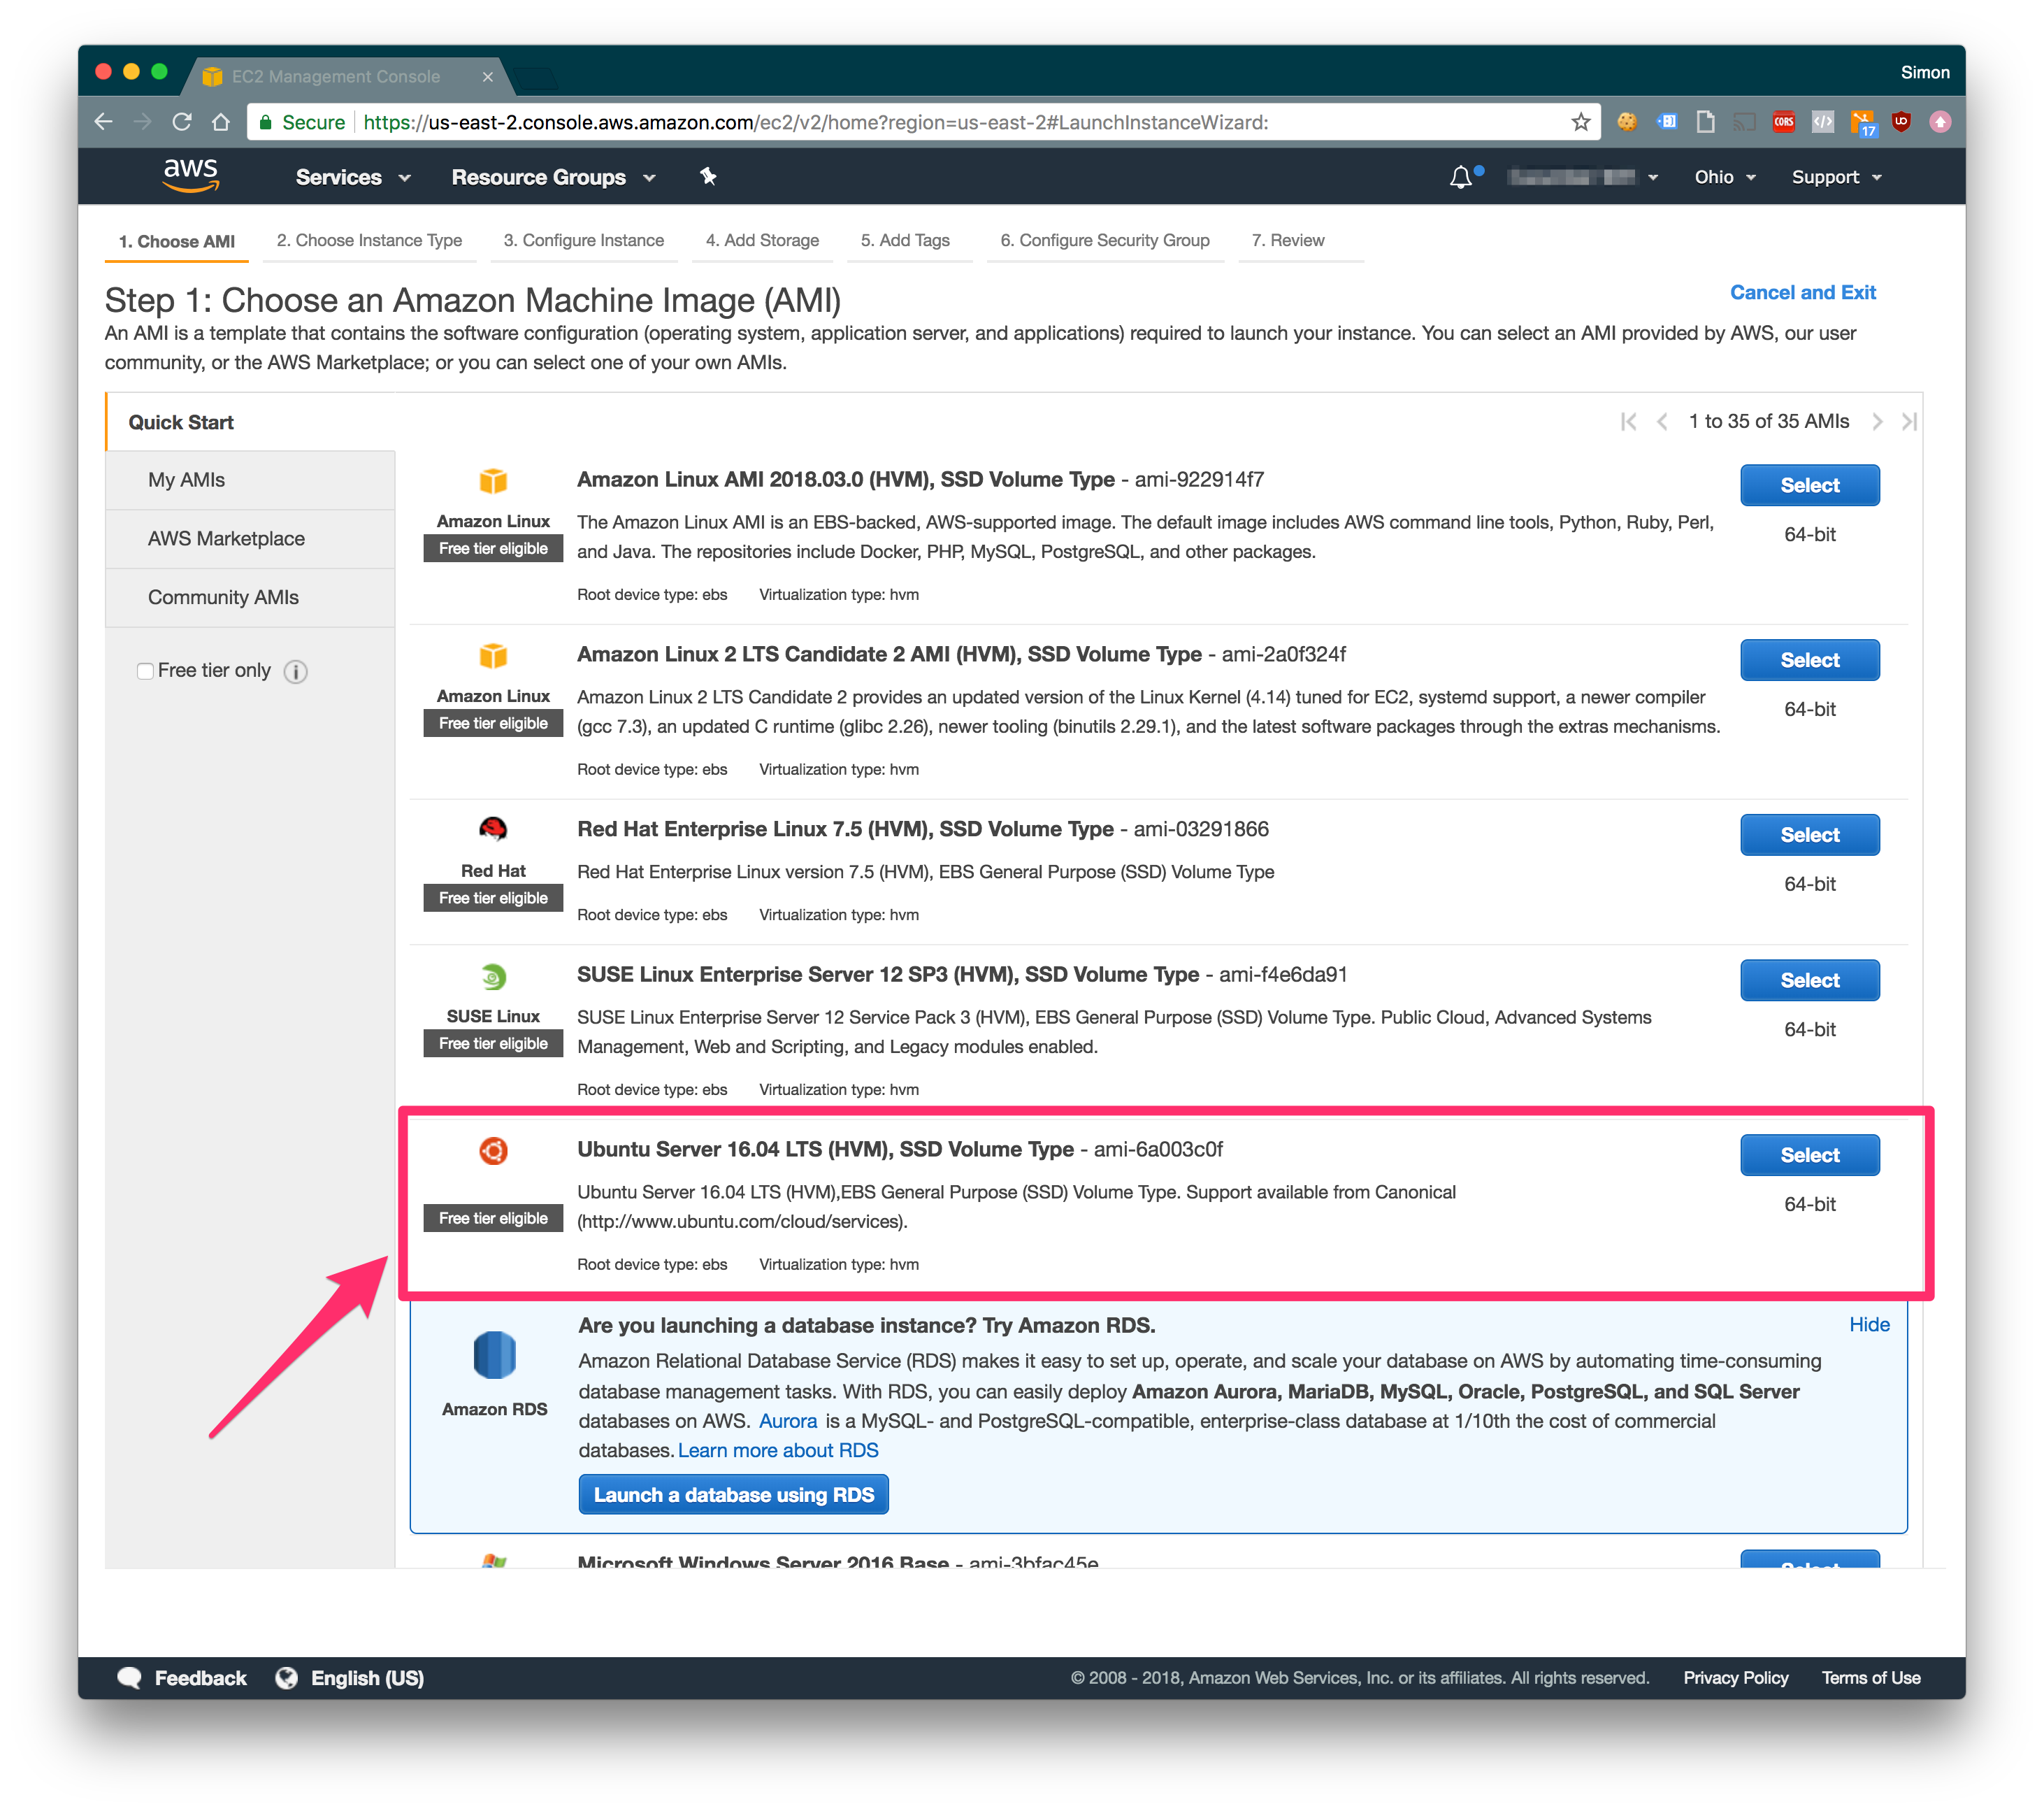 EC2 Management Console
Simon
Secure https://us-east-2.console.aws.amazon.com/ec2/v2/home?region=us-east-2#LaunchInstanceWizard:
CORS
17
aws Services Resource Groups Ohio Support
1. Choose AMI 2. Choose Instance Type 3. Configure Instance 4. Add Storage 5. Add Tags 6. Configure Security Group 7. Review
Step 1: Choose an Amazon Machine Image (AMI)
Cancel and Exit
An AMI is a template that contains the software configuration (operating system, application server, and applications) required to launch your instance. You can select an AMI provided by AWS, our user
community, or the AWS Marketplace; or you can select one of your own AMIs.
Quick Start
My AMIs
AWS Marketplace
Community AMIs
Free tier only
1 to 35 of 35 AMIs
Amazon Linux
Free tier eligible
Amazon Linux AMI 2018.03.0 (HVM), SSD Volume Type - ami-922914f7
The Amazon Linux AMI is an EBS-backed, AWS-supported image. The default image includes AWS command line tools, Python, Ruby, Perl,
and Java. The repositories include Docker, PHP, MySQL, PostgreSQL, and other packages.
Root device type: ebs Virtualization type: hvm
Select
64-bit
Amazon Linux
Free tier eligible
Amazon Linux 2 LTS Candidate 2 AMI (HVM), SSD Volume Type - ami-2a0f324f
Amazon Linux 2 LTS Candidate 2 provides an updated version of the Linux Kernel (4.14) tuned for EC2, systemd support, a newer compiler
(gcc 7.3), an updated C runtime (glibc 2.26), newer tooling (binutils 2.29.1), and the latest software packages through the extras mechanisms.
Root device type: ebs Virtualization type: hvm
Select
64-bit
Red Hat
Free tier eligible
Red Hat Enterprise Linux 7.5 (HVM), SSD Volume Type - ami-03291866
Red Hat Enterprise Linux version 7.5 (HVM), EBS General Purpose (SSD) Volume Type
Root device type: ebs Virtualization type: hvm
Select
64-bit
SUSE Linux
Free tier eligible
SUSE Linux Enterprise Server 12 SP3 (HVM), SSD Volume Type - ami-f4e6da91
SUSE Linux Enterprise Server 12 Service Pack 3 (HVM), EBS General Purpose (SSD) Volume Type. Public Cloud, Advanced Systems
Management, Web and Scripting, and Legacy modules enabled.
Root device type: ebs Virtualization type: hvm
Select
64-bit
Free tier eligible
Ubuntu Server 16.04 LTS (HVM), SSD Volume Type - ami-6a003c0f
Ubuntu Server 16.04 LTS (HVM),EBS General Purpose (SSD) Volume Type. Support available from Canonical
(http://www.ubuntu.com/cloud/services).
Root device type: ebs Virtualization type: hvm
Select
64-bit
Amazon RDS
Are you launching a database instance? Try Amazon RDS.
Hide
Amazon Relational Database Service (RDS) makes it easy to set up, operate, and scale your database on AWS by automating time-consuming
database management tasks. With RDS, you can easily deploy Amazon Aurora, MariaDB, MySQL, Oracle, PostgreSQL, and SQL Server
databases on AWS. Aurora is a MySQL- and PostgreSQL-compatible, enterprise-class database at 1/10th the cost of commercial
databases. Learn more about RDS
Launch a database using RDS
Microsoft Windows Server 2016 Base - ami-3bfac45e
Select
Feedback English (US)
© 2008 - 2018, Amazon Web Services, Inc. or its affiliates. All rights reserved. Privacy Policy Terms of Use